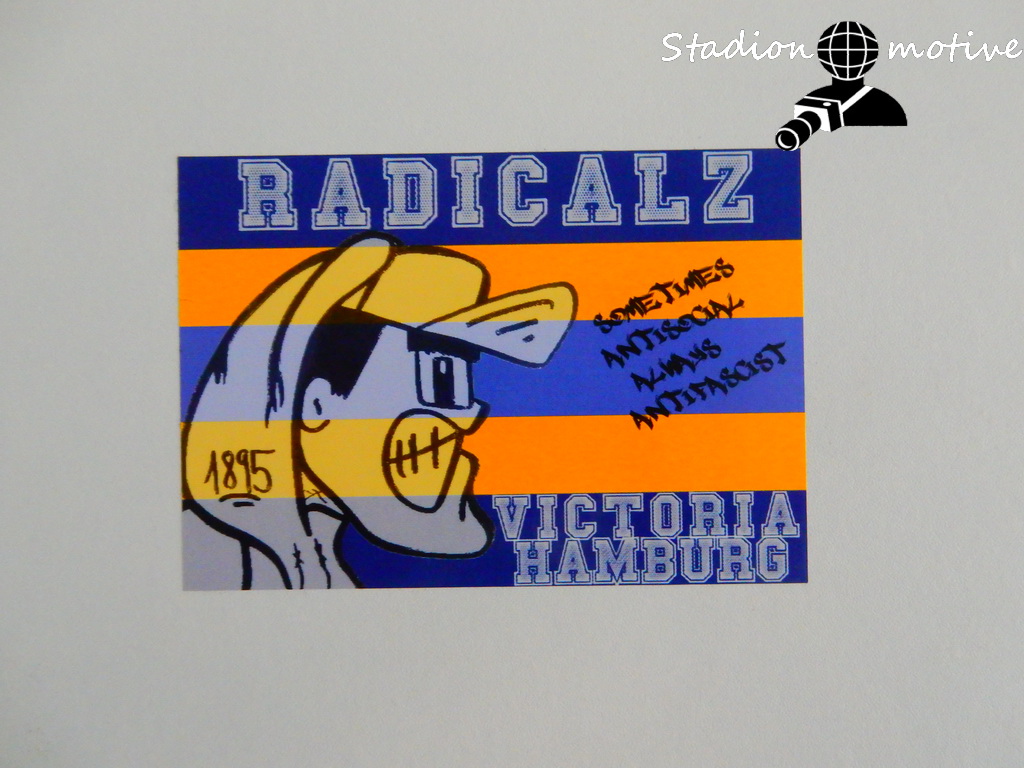 Stadion motive
RADICALZ
SOMETIMES
ANTISOCIAL
ALWAYS
ANTIFASCIST
1895
VICTORIA
HAMBURG